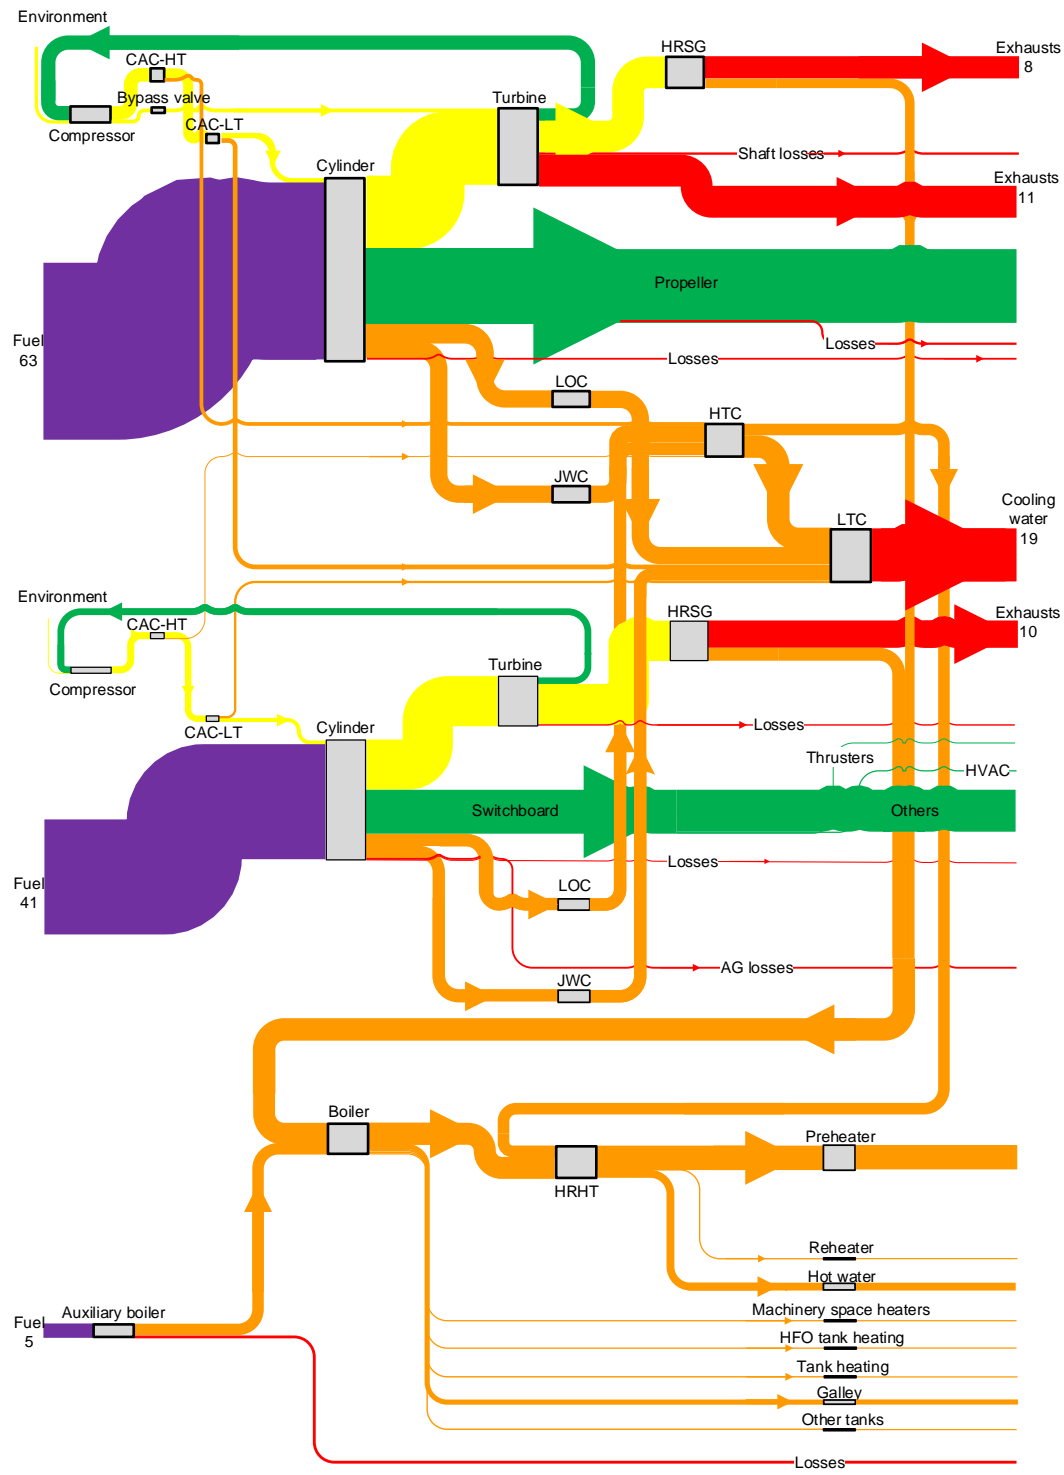 Environment
CAC-HT
HRSG
Exhausts
8
Bypass valve
Turbine
CAC-LT
Compressor
Shaft losses
Cylinder
Exhausts
11
Propeller
Fuel
63
Losses
Losses
LOC
HTC
JWC
Cooling
water
19
LTC
Environment
CAC-HT
HRSG
Exhausts
10
Compressor
Turbine
CAC-LT
Cylinder
Losses
Thrusters
HVAC
Switchboard
Others
Losses
Fuel
41
LOC
AG losses
JWC
Boiler
Preheater
HRHT
Reheater
Hot water
Machinery space heaters
Auxiliary boiler
Fuel
5
HFO tank heating
Tank heating
Galley
Other tanks
Losses